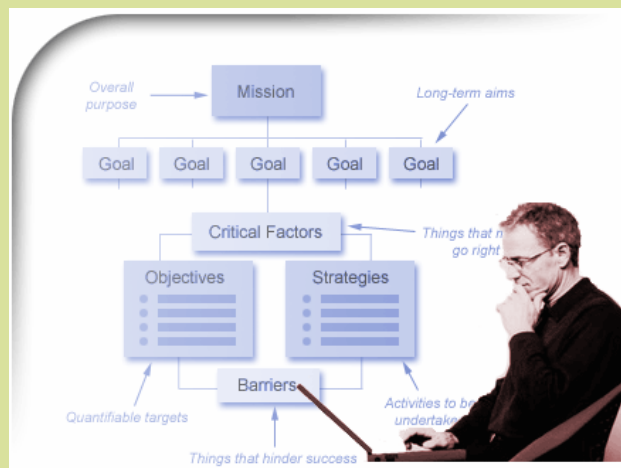 Overall
purpose
Mission
Long-term aims
Goal Goal Goal Goal Goal
Critical Factors
Things that
go right
Objectives
Strategies
Barriers
Quantifiable targets
Activities to be
Things that hinder success